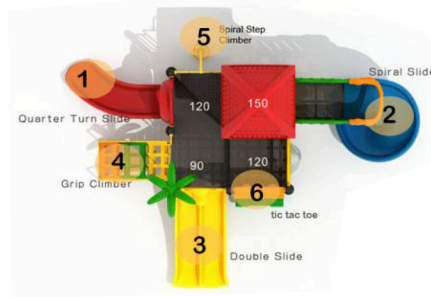 5
Spiral Step
Climber
1
Spiral Slide
120
150
2
Quarter Turn Slide
4
90
120
Grip Climber
6
tic tac toe
3
Double Slide